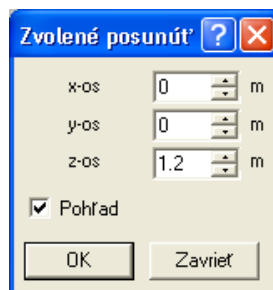 Zvolené posunúť
x-os 0 m
y-os 0 m
z-os 1.2 m
Pohľad
OK Zavrieť